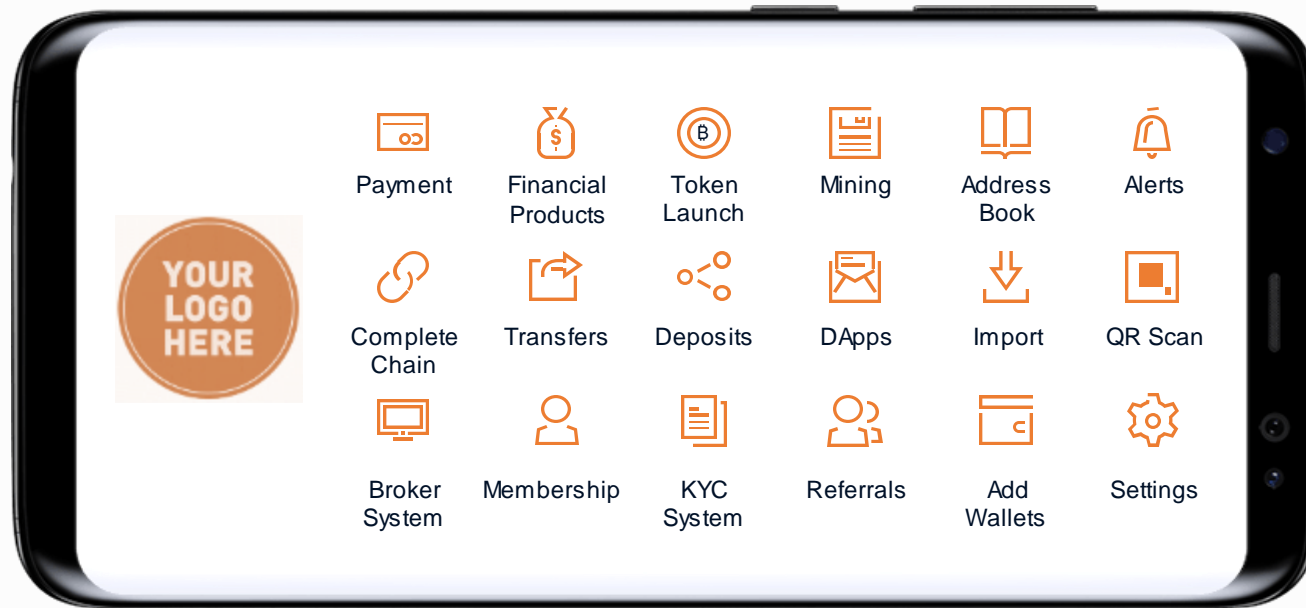 $
₿
Payment
Financial
Products
Token
Launch
Mining
Address
Book
Alerts
YOUR
LOGO
HERE
Complete
Chain
Transfers
Deposits
DApps
Import
QR Scan
Broker
System
Membership
KYC
System
Referrals
Add
Wallets
Settings